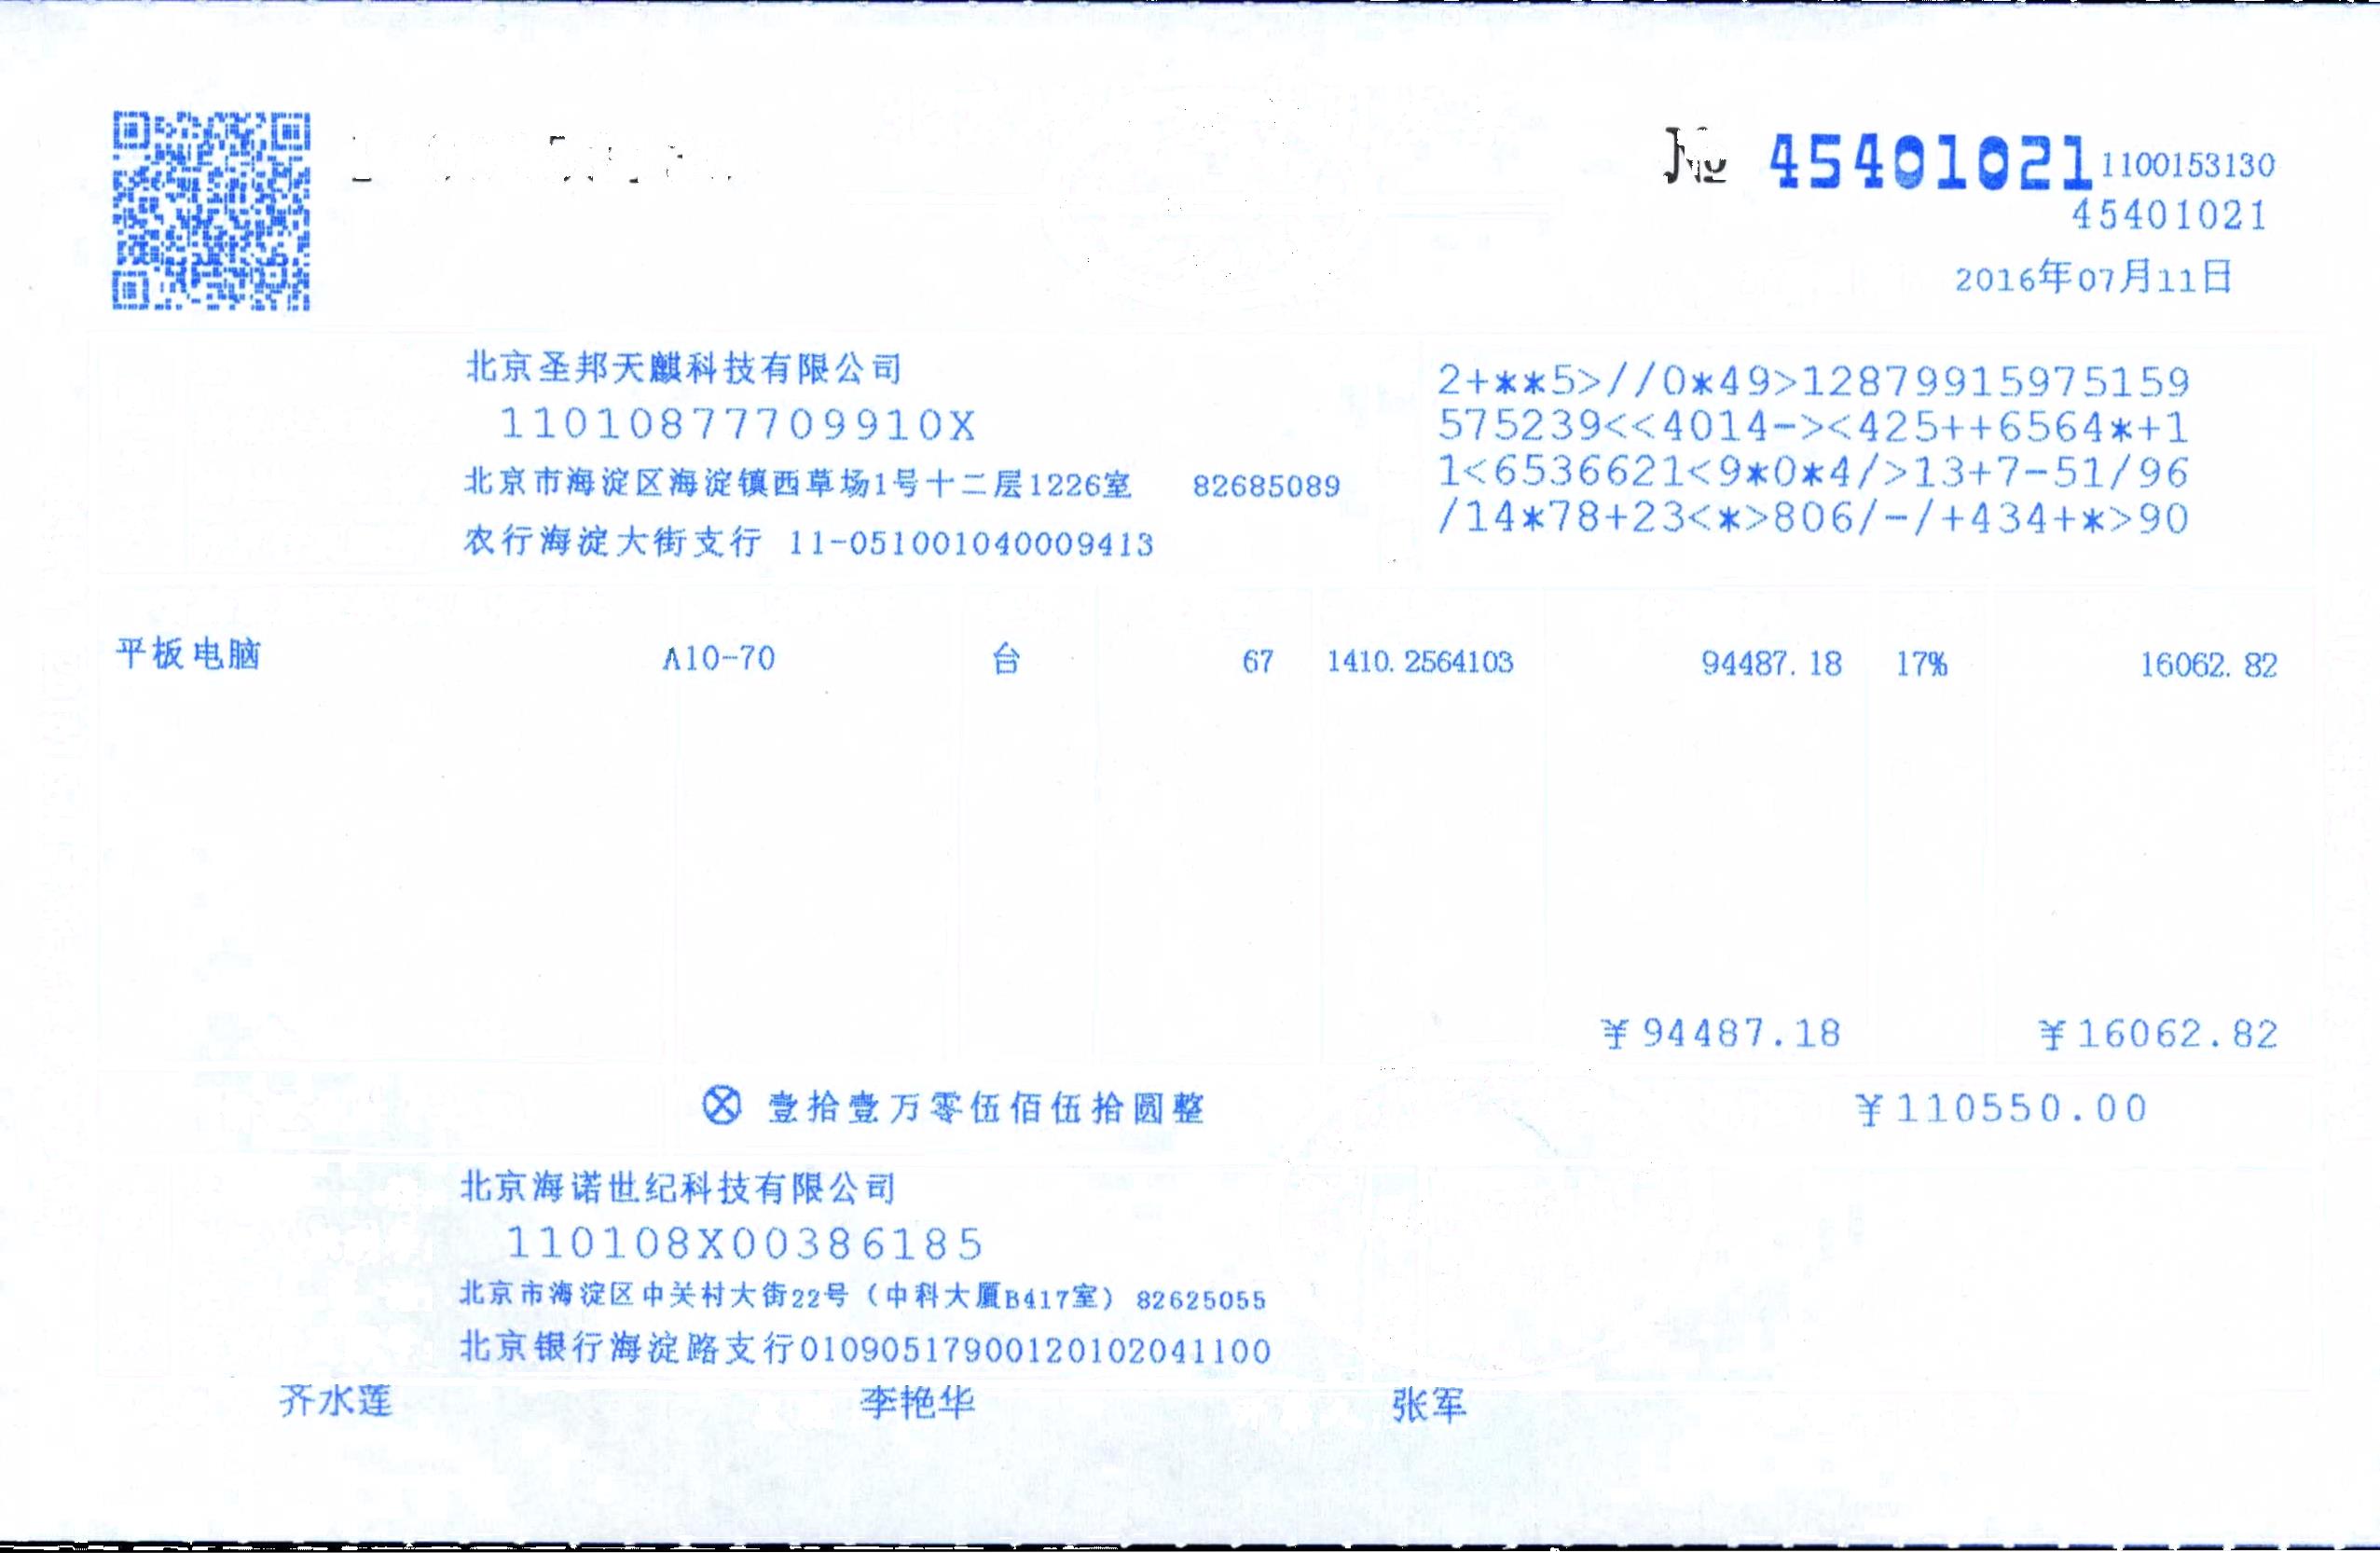 № 45401021 1100153130
45401021
2016年07月11日
北京圣邦天麒科技有限公司
11010877709910X
北京市海淀区海淀镇西草场1号十二层1226室 82685089
农行海淀大街支行 11-051001040009413
2+**5>//0*49>12879915975159
575239<<4014-><425++6564*+1
1<6536621<9*0*4/>13+7-51/96
/14*78+23<*>806/-/+434+*>90
平板电脑 A10-70 台 67 1410.2564103 94487.18 17% 16062.82
¥94487.18 ¥16062.82
ⓧ 壹拾壹万零伍佰伍拾圆整 ¥110550.00
北京海诺世纪科技有限公司
110108X00386185
北京市海淀区中关村大街22号（中科大厦B417室）82625055
北京银行海淀路支行01090517900120102041100
齐水莲 李艳华 张军